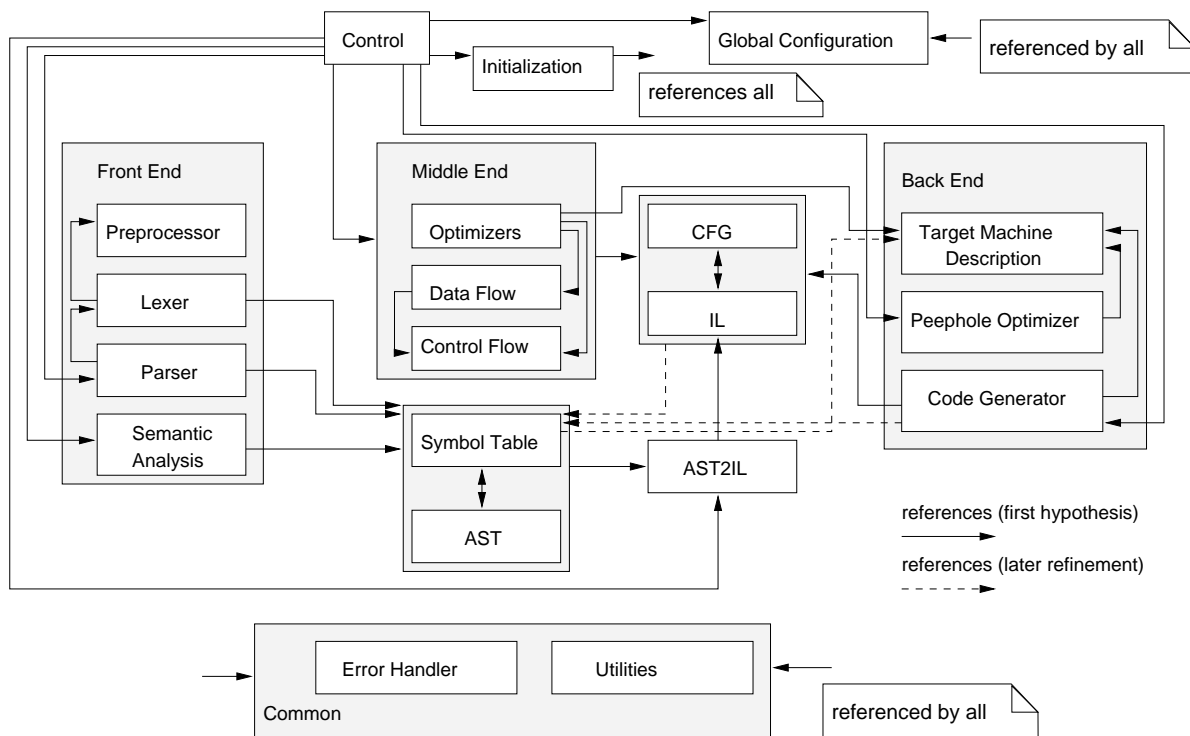 Control
Global Configuration
referenced by all
Initialization
references all
Front End
Middle End
Back End
Preprocessor
Optimizers
CFG
Target Machine
Description
Lexer
Data Flow
IL
Peephole Optimizer
Control Flow
Parser
Code Generator
Semantic
Analysis
Symbol Table
AST2IL
AST
references (first hypothesis)
references (later refinement)
Error Handler
Utilities
Common
referenced by all